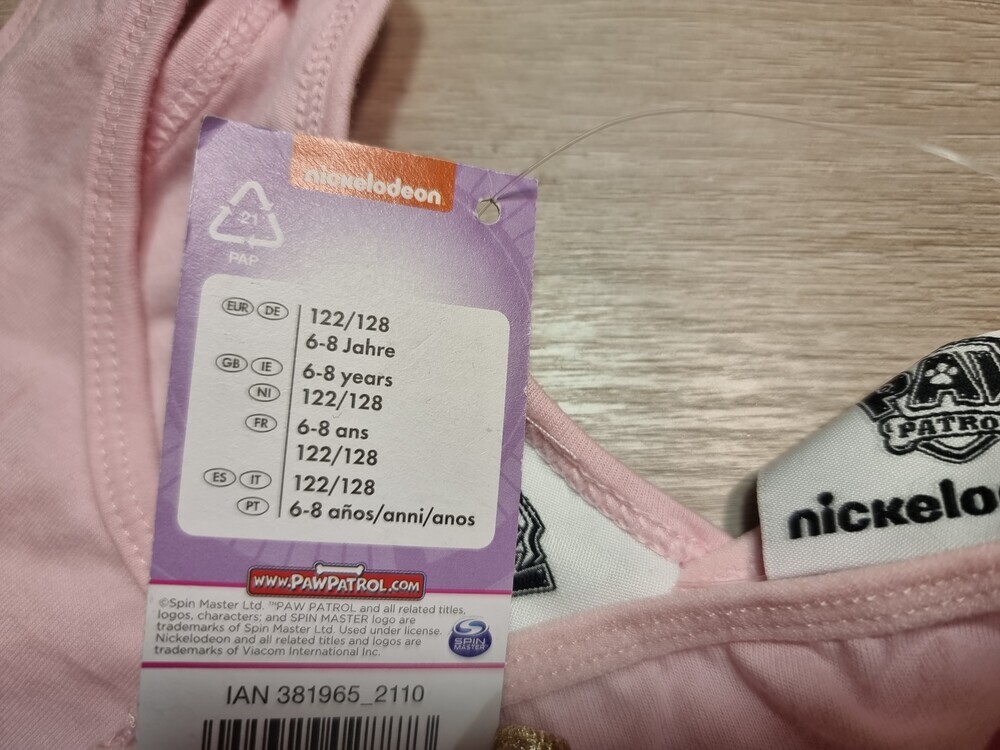 nickelodeon
21
PAP
EUR DE 122/128
6-8 Jahre
GB IE 6-8 years
NI 122/128
FR 6-8 ans
122/128
ES IT 122/128
PT 6-8 años/anni/anos
www.PAWPATROL.COM
©Spin Master Ltd. ™PAW PATROL and all related titles,
logos, characters; and SPIN MASTER logo are
trademarks of Spin Master Ltd. Used under license.
Nickelodeon and all related titles and logos are
trademarks of Viacom International Inc.
SPIN
MASTER™
IAN 381965_2110
PAW
PATRO
nickelo